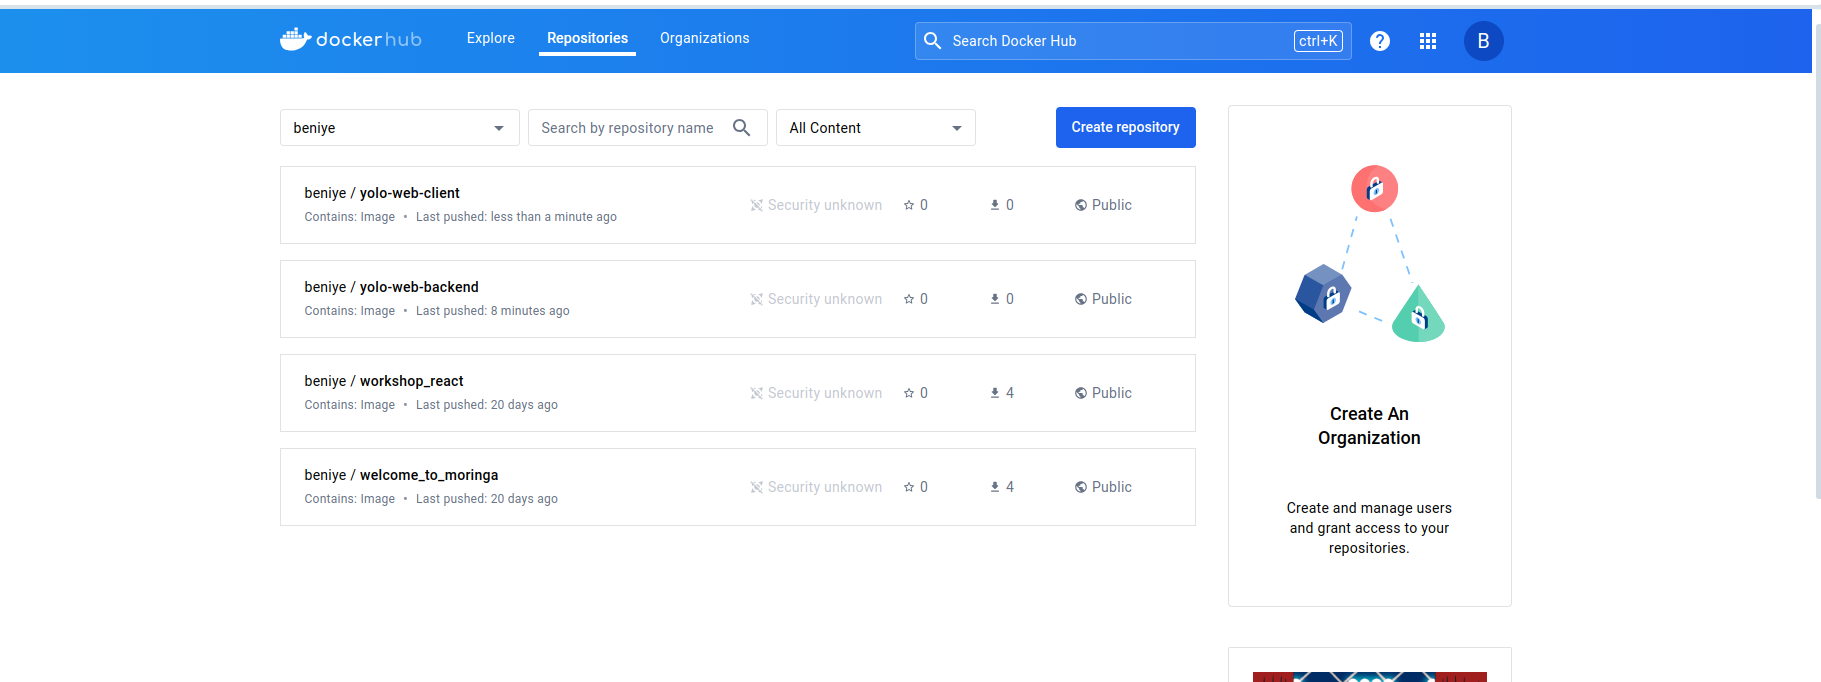 dockerhub
Explore
Repositories
Organizations
Search Docker Hub
ctrl+K
?
B
beniye
Search by repository name
All Content
Create repository
beniye / yolo-web-client
Contains: Image • Last pushed: less than a minute ago
Security unknown
0
0
Public
beniye / yolo-web-backend
Contains: Image • Last pushed: 8 minutes ago
Security unknown
0
0
Public
beniye / workshop_react
Contains: Image • Last pushed: 20 days ago
Security unknown
0
4
Public
beniye / welcome_to_moringa
Contains: Image • Last pushed: 20 days ago
Security unknown
0
4
Public
Create An
Organization
Create and manage users
and grant access to your
repositories.